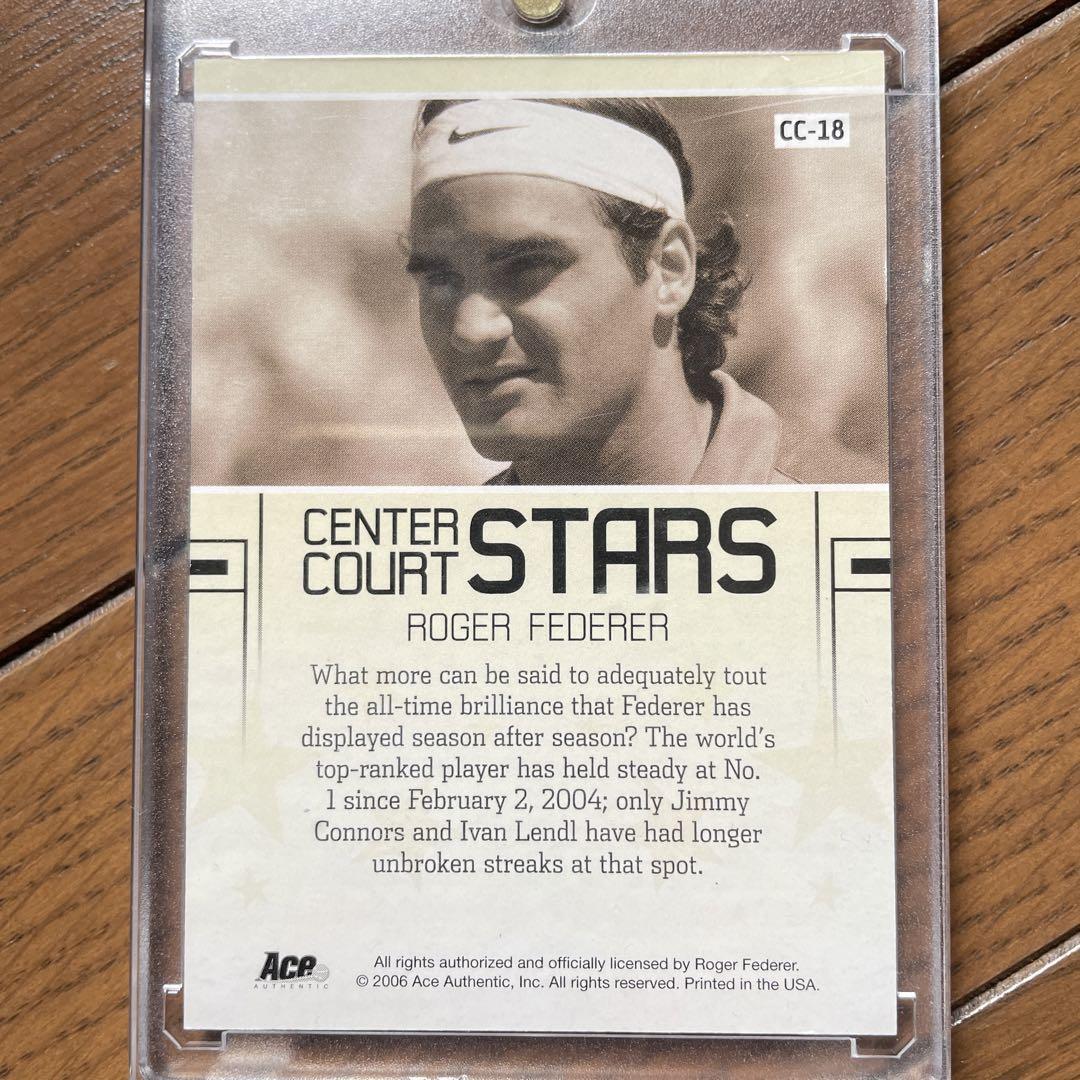 CC-18
CENTER
COURT
STARS
ROGER FEDERER
What more can be said to adequately tout
the all-time brilliance that Federer has
displayed season after season? The world's
top-ranked player has held steady at No.
1 since February 2, 2004; only Jimmy
Connors and Ivan Lendl have had longer
unbroken streaks at that spot.
Ace
AUTHENTIC
All rights authorized and officially licensed by Roger Federer.
© 2006 Ace Authentic, Inc. All rights reserved. Printed in the USA.